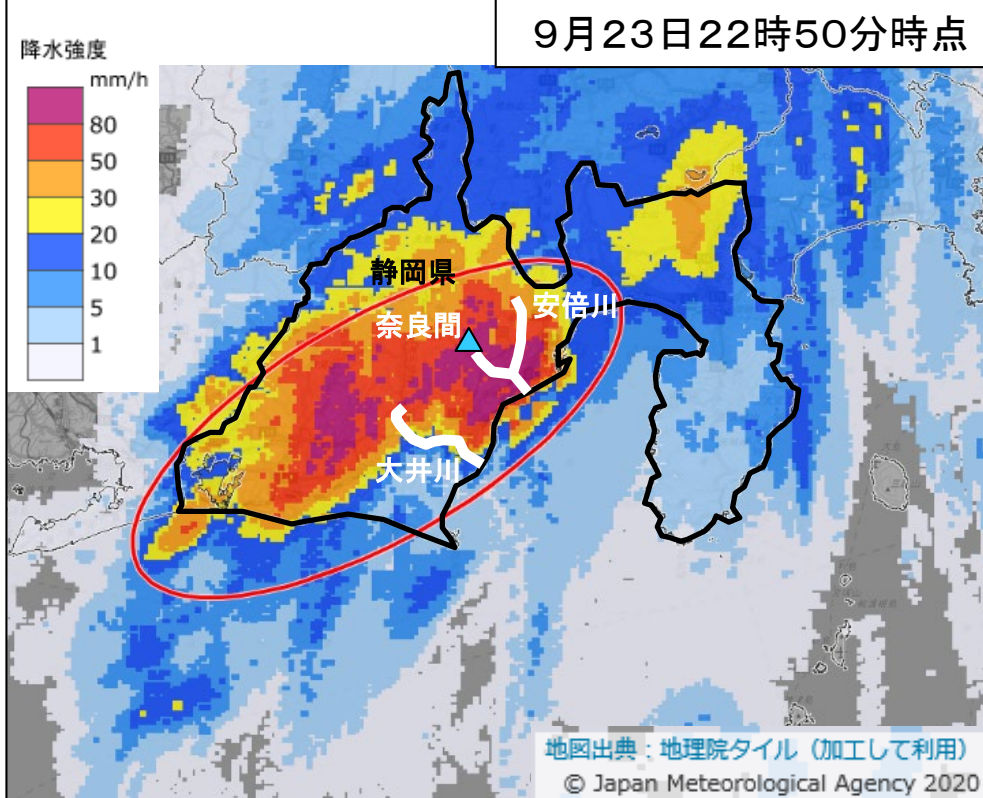 9月23日22時50分時点
降水強度
mm/h
80
50
30
20
10
5
1
静岡県
安倍川
奈良間
大井川
地図出典：地理院タイル（加工して利用）
© Japan Meteorological Agency 2020